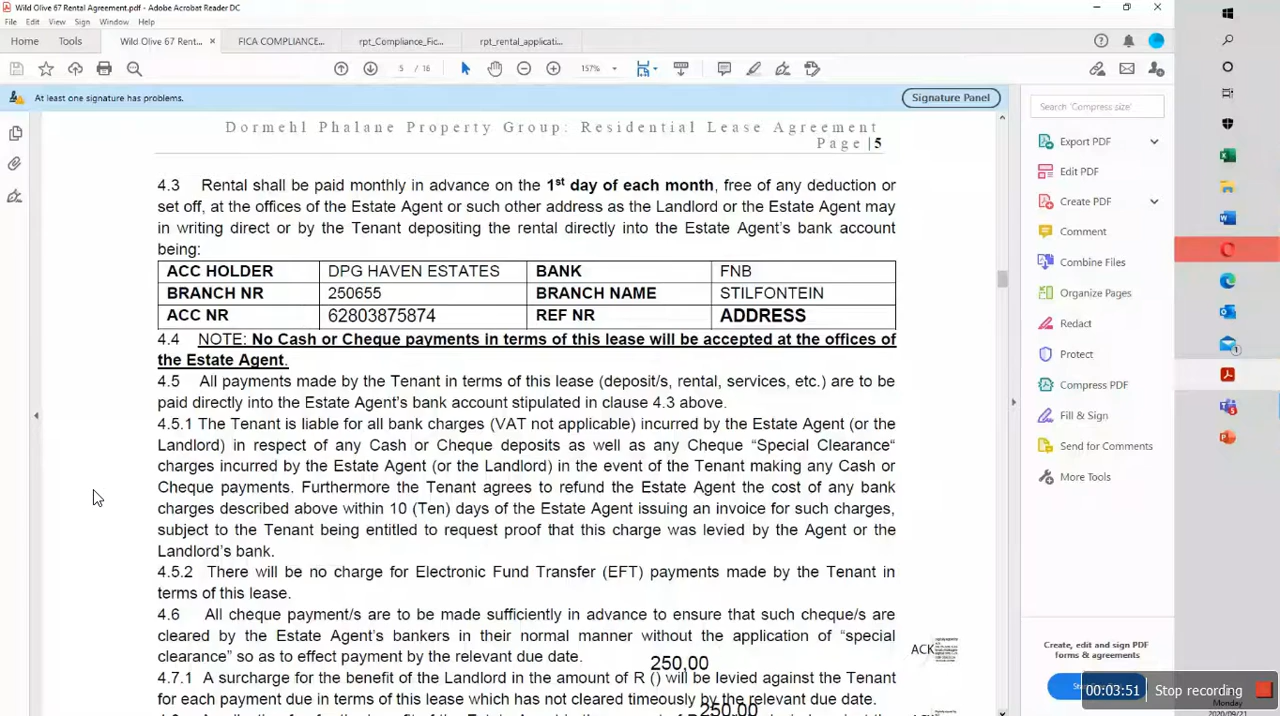 Wild Olive 67 Rental Agreement.pdf - Adobe Acrobat Reader DC
File Edit View Sign Window Help
Home Tools Wild Olive 67 Rent... × FICA COMPLIANCE... rpt_Compliance_Fic... rpt_rental_applicati...
5 / 16 157%
At least one signature has problems.
Signature Panel
Dormehl Phalane Property Group: Residential Lease Agreement
Page |5
4.3 Rental shall be paid monthly in advance on the 1st day of each month, free of any deduction or
set off, at the offices of the Estate Agent or such other address as the Landlord or the Estate Agent may
in writing direct or by the Tenant depositing the rental directly into the Estate Agent's bank account
being:
ACC HOLDER DPG HAVEN ESTATES BANK FNB
BRANCH NR 250655 BRANCH NAME STILFONTEIN
ACC NR 62803875874 REF NR ADDRESS
4.4 NOTE: No Cash or Cheque payments in terms of this lease will be accepted at the offices of
the Estate Agent.
4.5 All payments made by the Tenant in terms of this lease (deposit/s, rental, services, etc.) are to be
paid directly into the Estate Agent's bank account stipulated in clause 4.3 above.
4.5.1 The Tenant is liable for all bank charges (VAT not applicable) incurred by the Estate Agent (or the
Landlord) in respect of any Cash or Cheque deposits as well as any Cheque “Special Clearance“
charges incurred by the Estate Agent (or the Landlord) in the event of the Tenant making any Cash or
Cheque payments. Furthermore the Tenant agrees to refund the Estate Agent the cost of any bank
charges described above within 10 (Ten) days of the Estate Agent issuing an invoice for such charges,
subject to the Tenant being entitled to request proof that this charge was levied by the Agent or the
Landlord's bank.
4.5.2 There will be no charge for Electronic Fund Transfer (EFT) payments made by the Tenant in
terms of this lease.
4.6 All cheque payment/s are to be made sufficiently in advance to ensure that such cheque/s are
cleared by the Estate Agent's bankers in their normal manner without the application of “special
clearance” so as to effect payment by the relevant due date.
250,00
ACK
4.7.1 A surcharge for the benefit of the Landlord in the amount of R () will be levied against the Tenant
for each payment due in terms of this lease which has not cleared timeously by the relevant due date.
250,00
Search 'Compress size'
Export PDF
Edit PDF
Create PDF
Comment
Combine Files
Organize Pages
Redact
Protect
Compress PDF
Fill & Sign
Send for Comments
More Tools
Create, edit and sign PDF
forms & agreements
00:03:51 Stop recording
Monday
2020/09/21